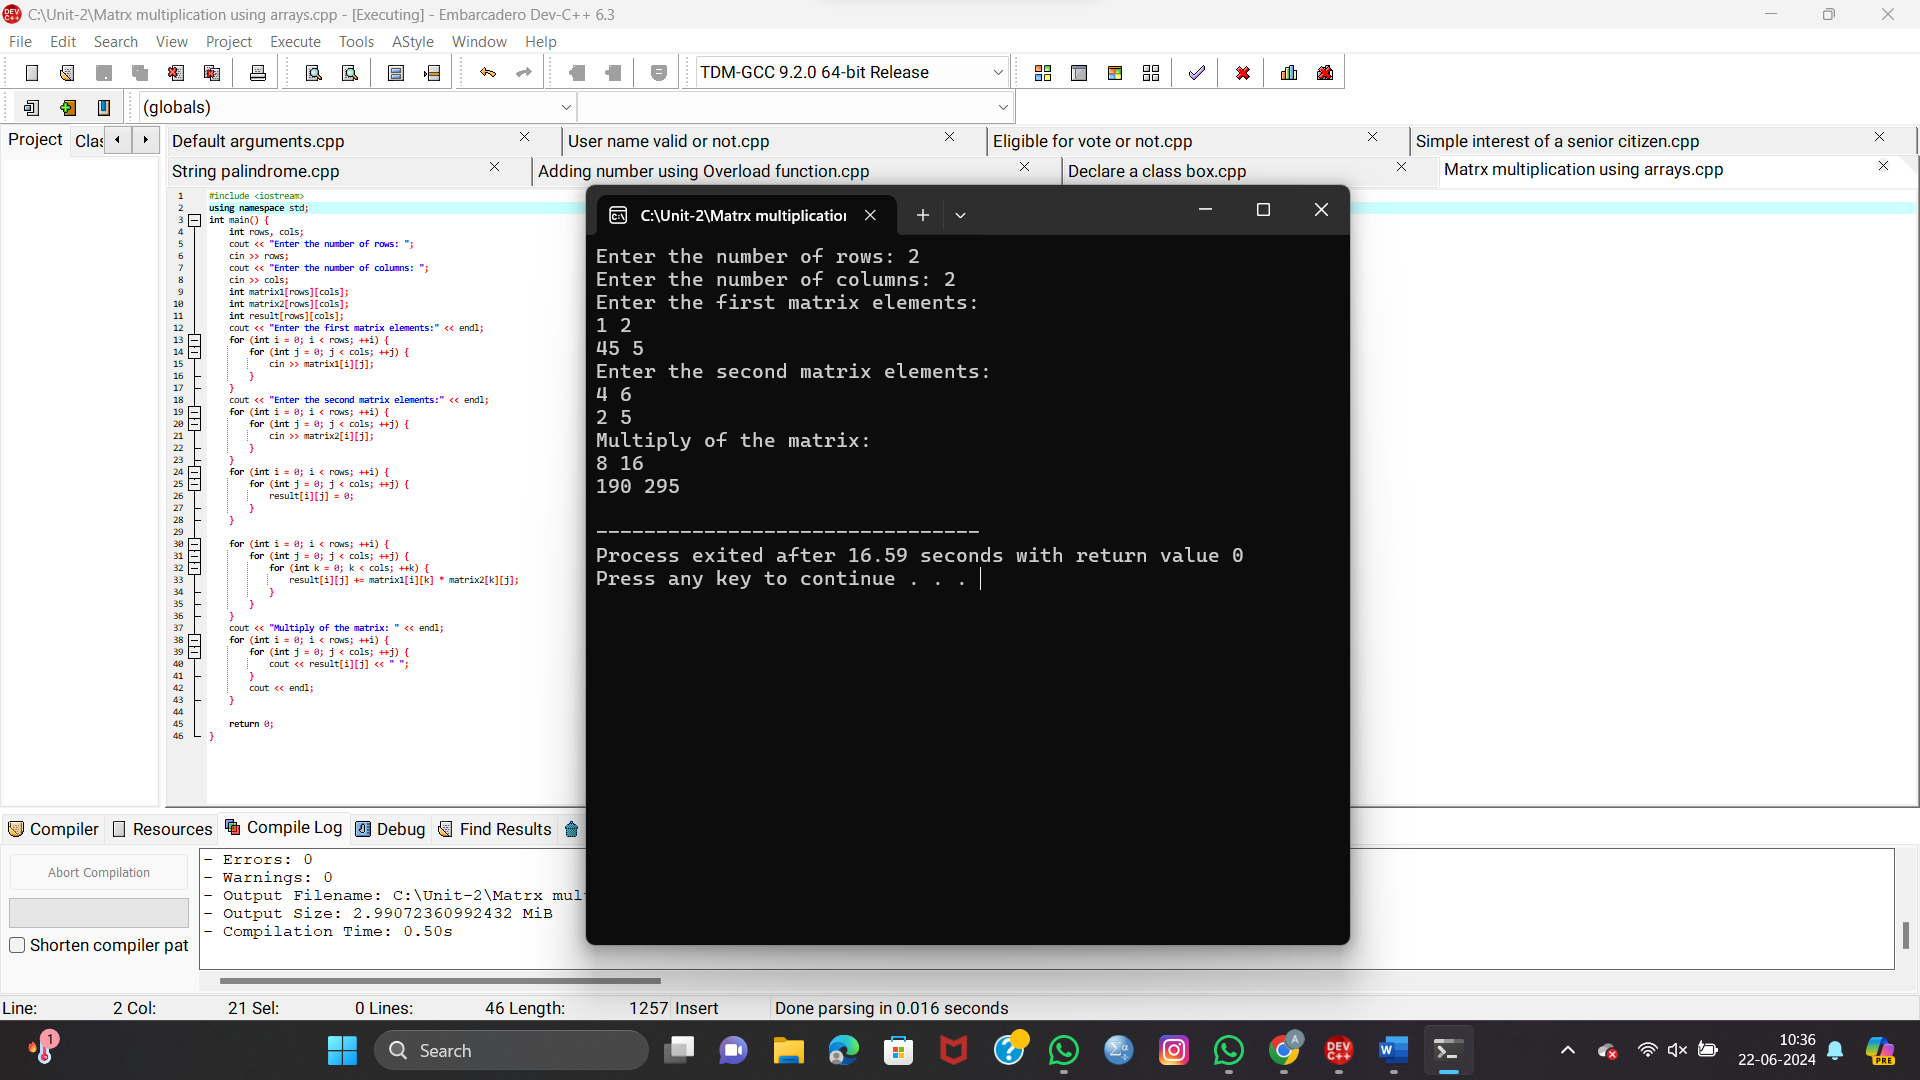 C:\Unit-2\Matrx multiplication using arrays.cpp - [Executing] - Embarcadero Dev-C++ 6.3
File Edit Search View Project Execute Tools AStyle Window Help
TDM-GCC 9.2.0 64-bit Release
(globals)
Project Clas
Default arguments.cpp User name valid or not.cpp Eligible for vote or not.cpp Simple interest of a senior citizen.cpp
String palindrome.cpp Adding number using Overload function.cpp Declare a class box.cpp Matrx multiplication using arrays.cpp
1 #include <iostream>
2 using namespace std;
3 int main() {
4 int rows, cols;
5 cout << "Enter the number of rows: ";
6 cin >> rows;
7 cout << "Enter the number of columns: ";
8 cin >> cols;
9 int matrix1[rows][cols];
10 int matrix2[rows][cols];
11 int result[rows][cols];
12 cout << "Enter the first matrix elements:" << endl;
13 for (int i = 0; i < rows; ++i) {
14 for (int j = 0; j < cols; ++j) {
15 cin >> matrix1[i][j];
16 }
17 }
18 cout << "Enter the second matrix elements:" << endl;
19 for (int i = 0; i < rows; ++i) {
20 for (int j = 0; j < cols; ++j) {
21 cin >> matrix2[i][j];
22 }
23 }
24 for (int i = 0; i < rows; ++i) {
25 for (int j = 0; j < cols; ++j) {
26 result[i][j] = 0;
27 }
28 }
29
30 for (int i = 0; i < rows; ++i) {
31 for (int j = 0; j < cols; ++j) {
32 for (int k = 0; k < cols; ++k) {
33 result[i][j] += matrix1[i][k] * matrix2[k][j];
34 }
35 }
36 }
37 cout << "Multiply of the matrix: " << endl;
38 for (int i = 0; i < rows; ++i) {
39 for (int j = 0; j < cols; ++j) {
40 cout << result[i][j] << " ";
41 }
42 cout << endl;
43 }
44
45 return 0;
46 }
C:\Unit-2\Matrx multiplication
Enter the number of rows: 2
Enter the number of columns: 2
Enter the first matrix elements:
1 2
45 5
Enter the second matrix elements:
4 6
2 5
Multiply of the matrix:
8 16
190 295
--------------------------------
Process exited after 16.59 seconds with return value 0
Press any key to continue . . .
Compiler Resources Compile Log Debug Find Results
Abort Compilation
Shorten compiler pat
- Errors: 0
- Warnings: 0
- Output Filename: C:\Unit-2\Matrx mul
- Output Size: 2.99072360992432 MiB
- Compilation Time: 0.50s
Line: 2 Col: 21 Sel: 0 Lines: 46 Length: 1257 Insert Done parsing in 0.016 seconds
1
Search
A
DEV C++
W
PRE
10:36
22-06-2024